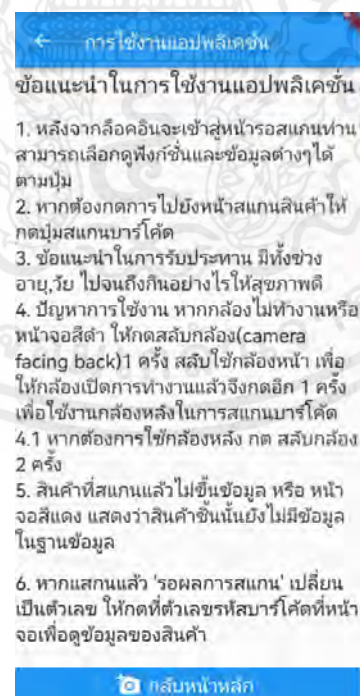 ← การใช้งานแอปพลิเคชั่น
ข้อแนะนำในการใช้งานแอปพลิเคชั่น
1. หลังจากล็อคอินจะเข้าสู่หน้ารอสแกนท่าน
สามารถเลือกดูฟังก์ชั่นและข้อมูลต่างๆได้
ตามปุ่ม
2. หากต้องกดการไปยังหน้าสแกนสินค้าให้
กดปุ่มสแกนบาร์โค้ด
3. ข้อแนะนำในการรับประทาน มีทั้งช่วง
อายุ,วัย ไปจนถึงกินอย่างไรให้สุขภาพดี
4. ปัญหาการใช้งาน หากกล้องไม่ทำงานหรือ
หน้าจอสีดำ ให้กดสลับกล้อง(camera
facing back)1 ครั้ง สลับใช้กล้องหน้า เพื่อ
ให้กล้องเปิดการทำงานแล้วจึงกดอีก 1 ครั้ง
เพื่อใช้งานกล้องหลังในการสแกนบาร์โค้ด
4.1 หากต้องการใช้กล้องหลัง กด สลับกล้อง
2 ครั้ง
5. สินค้าที่สแกนแล้วไม่ขึ้นข้อมูล หรือ หน้า
จอสีแดง แสดงว่าสินค้าชิ้นนั้นยังไม่มีข้อมูล
ในฐานข้อมูล
6. หากแสกนแล้ว 'รอผลการสแกน' เปลี่ยน
เป็นตัวเลข ให้กดที่ตัวเลขรหัสบาร์โค้ดที่หน้า
จอเพื่อดูข้อมูลของสินค้า
กลับหน้าหลัก